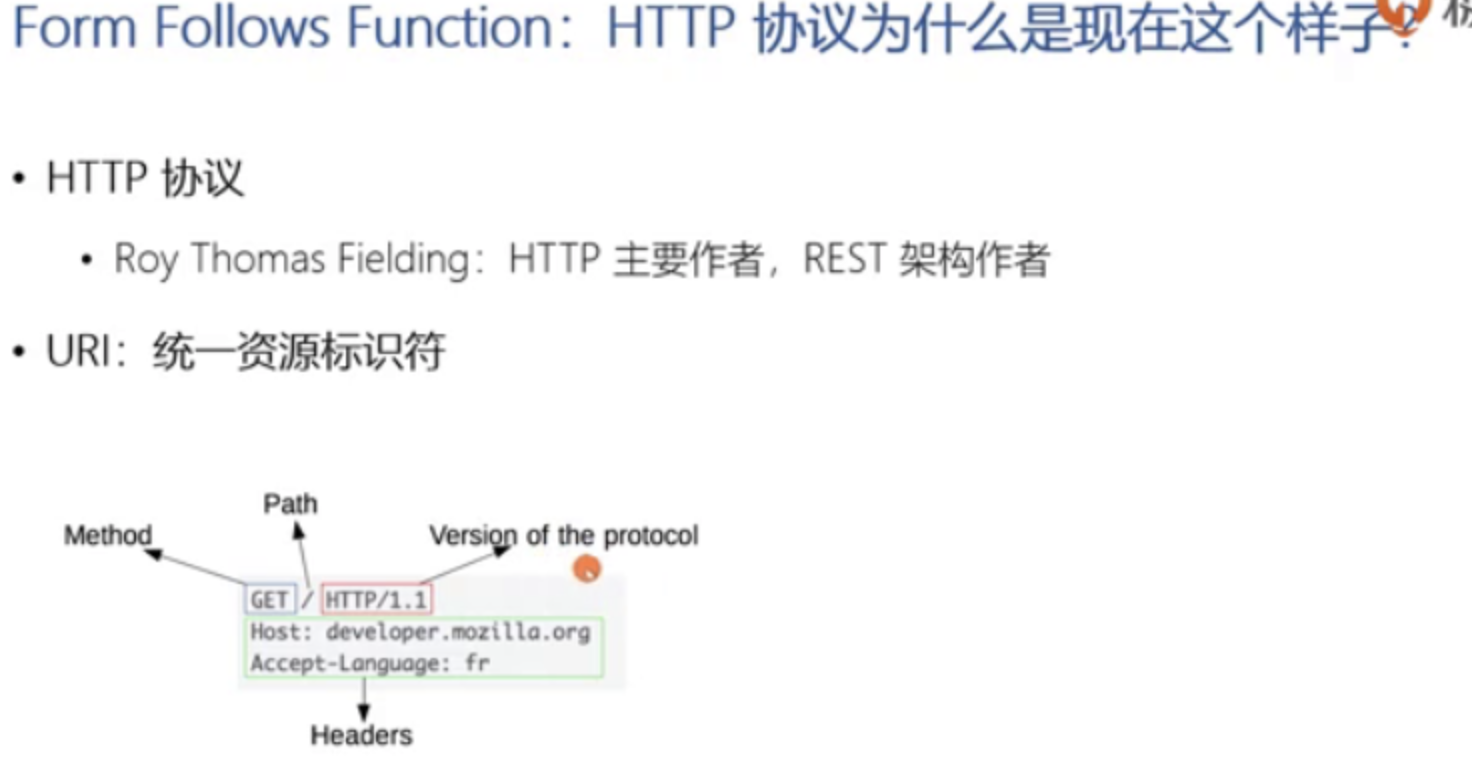 Form Follows Function：HTTP 协议为什么是现在这个样子？
• HTTP 协议
• Roy Thomas Fielding：HTTP 主要作者，REST 架构作者
• URI：统一资源标识符
Path
Method
Version of the protocol
GET / HTTP/1.1
Host: developer.mozilla.org
Accept-Language: fr
Headers